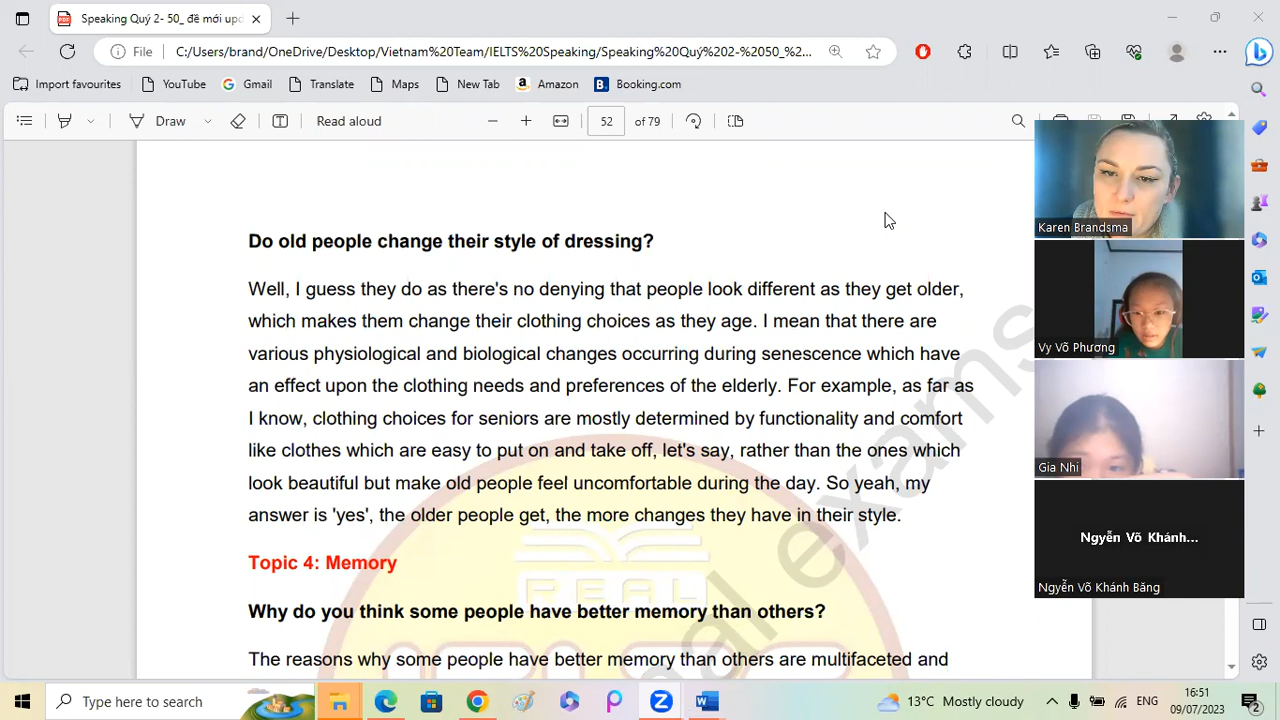 Speaking Quý 2- 50_ đề mới upd
File
C:/Users/brand/OneDrive/Desktop/Vietnam%20Team/IELTS%20Speaking/Speaking%20Quý%202-%2050_%2...
Import favourites YouTube Gmail Translate Maps New Tab Amazon Booking.com
Draw Read aloud 52 of 79
Do old people change their style of dressing?
Well, I guess they do as there's no denying that people look different as they get older,
which makes them change their clothing choices as they age. I mean that there are
various physiological and biological changes occurring during senescence which have
an effect upon the clothing needs and preferences of the elderly. For example, as far as
I know, clothing choices for seniors are mostly determined by functionality and comfort
like clothes which are easy to put on and take off, let's say, rather than the ones which
look beautiful but make old people feel uncomfortable during the day. So yeah, my
answer is 'yes', the older people get, the more changes they have in their style.
Topic 4: Memory
Why do you think some people have better memory than others?
The reasons why some people have better memory than others are multifaceted and
Karen Brandsma
Vy Võ Phương
Gia Nhi
Nguyễn Võ Khánh...
Nguyễn Võ Khánh Băng
Type here to search
13°C Mostly cloudy
ENG
16:51
09/07/2023
2